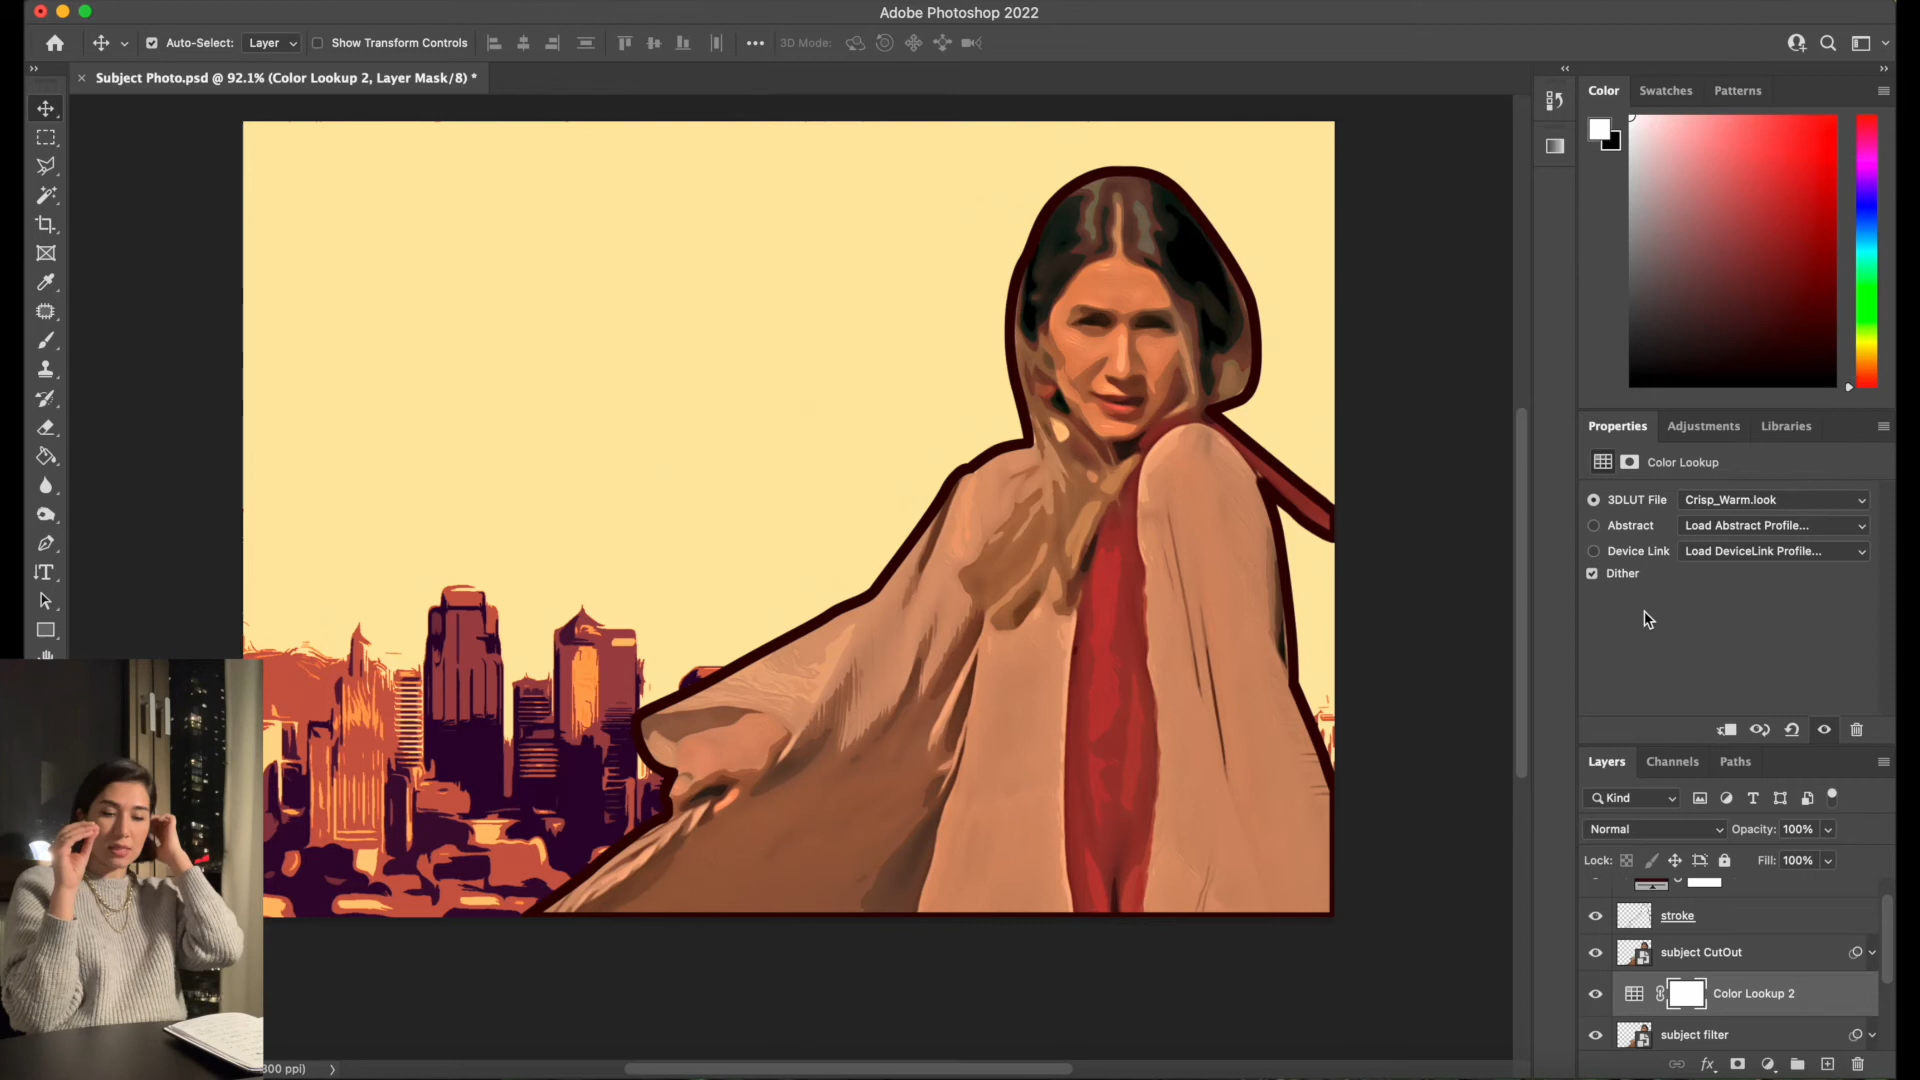 Adobe Photoshop 2022
Auto-Select: Layer Show Transform Controls 3D Mode:
Subject Photo.psd @ 92.1% (Color Lookup 2, Layer Mask/8) *
Color Swatches Patterns
Properties Adjustments Libraries
Color Lookup
3DLUT File Crisp_Warm.look
Abstract Load Abstract Profile...
Device Link Load DeviceLink Profile...
Dither
Layers Channels Paths
Kind
Normal Opacity: 100%
Lock: Fill: 100%
stroke
subject CutOut
Color Lookup 2
subject filter
300 ppi)